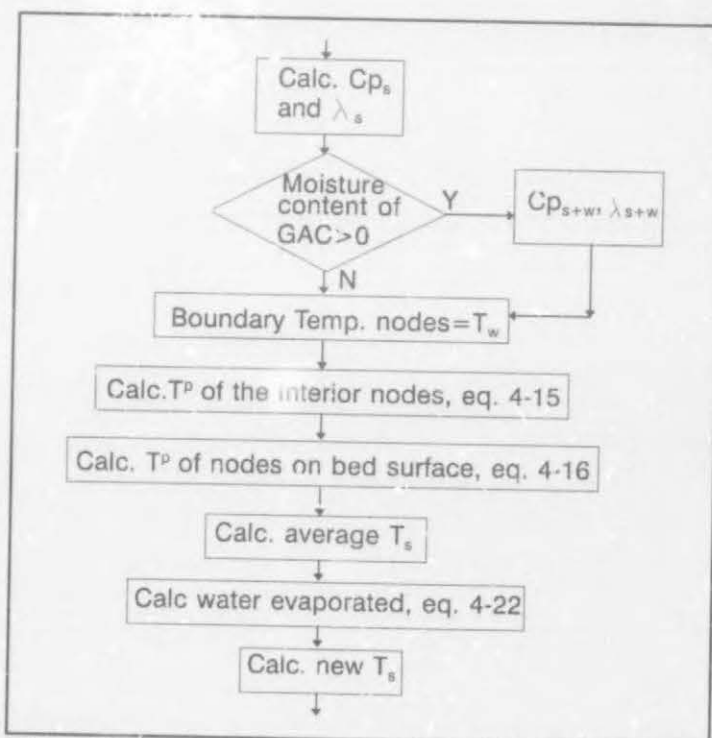 Calc. Cpₛ
and λₛ
Moisture
content of
GAC>0
Y
Cpₛ₊w, λₛ₊w
N
Boundary Temp. nodes=T_w
Calc.Tᵖ of the interior nodes, eq. 4-15
Calc. Tᵖ of nodes on bed surface, eq. 4-16
Calc. average Tₛ
Calc water evaporated, eq. 4-22
Calc. new Tₛ